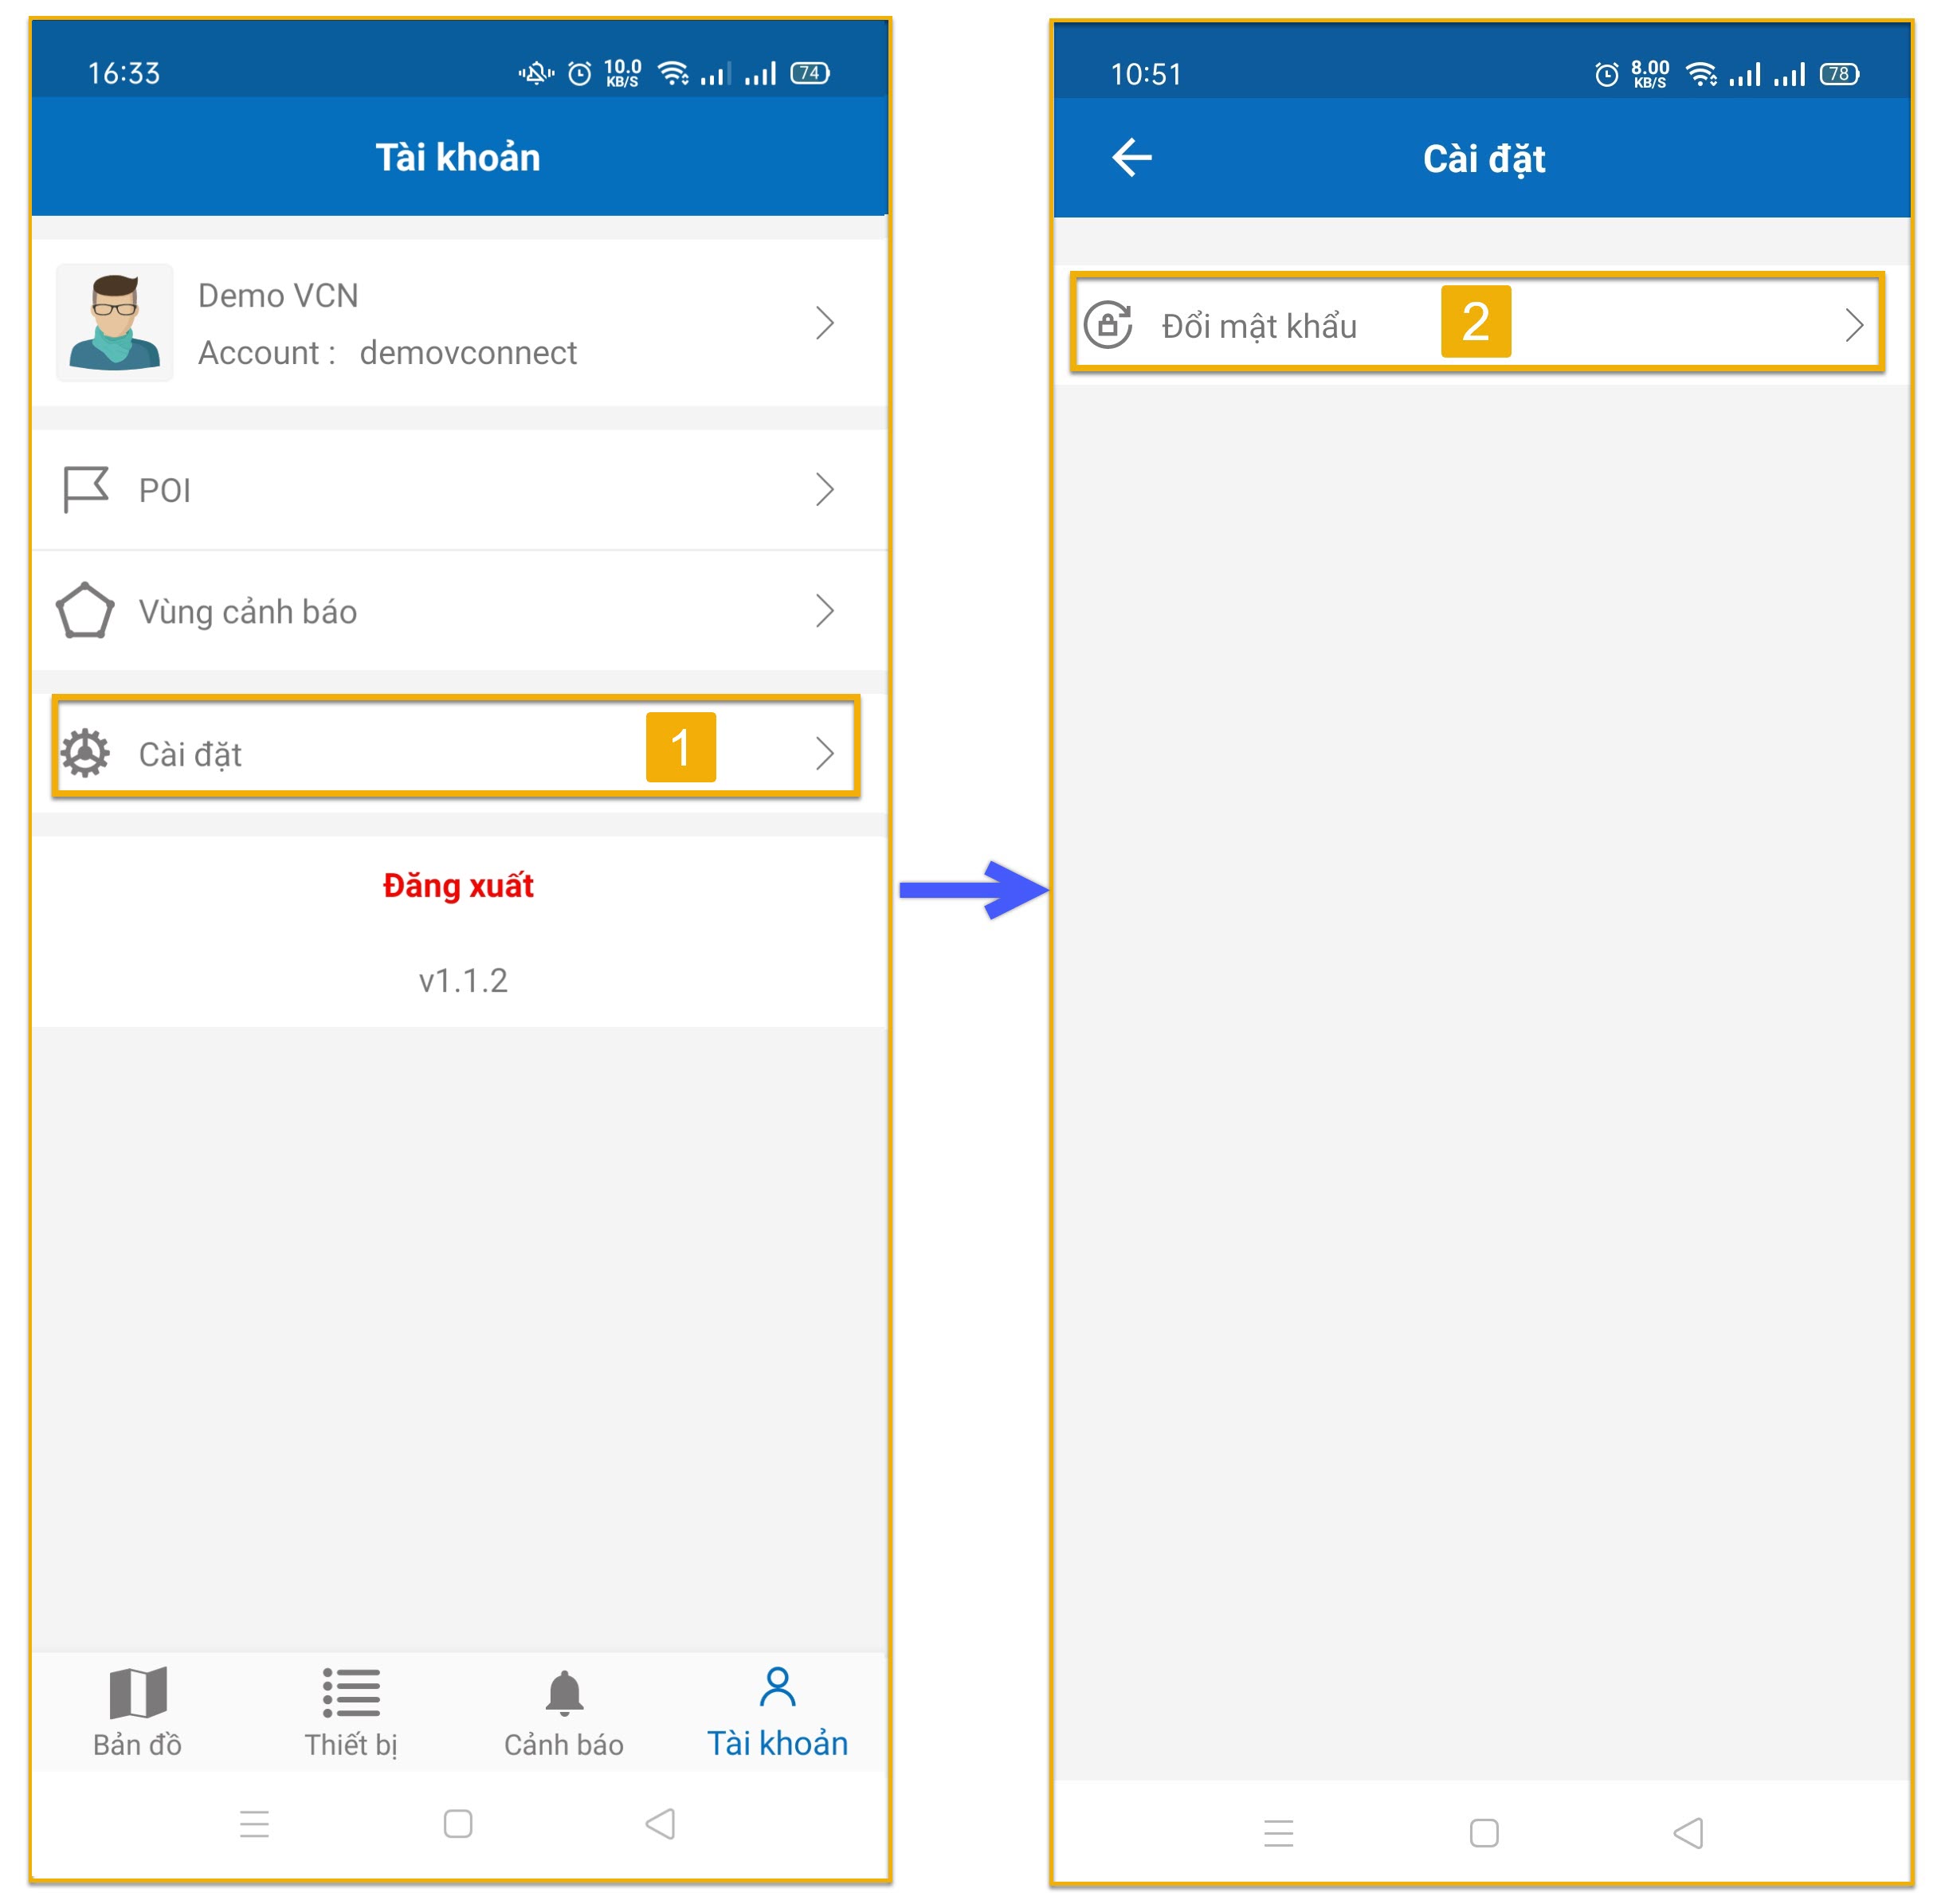 16:33
10.0
KB/S
74
Tài khoản
Demo VCN
Account : demovconnect
POI
Vùng cảnh báo
Cài đặt
1
Đăng xuất
v1.1.2
Bản đồ
Thiết bị
Cảnh báo
Tài khoản
10:51
8.00
KB/S
78
Cài đặt
Đổi mật khẩu
2